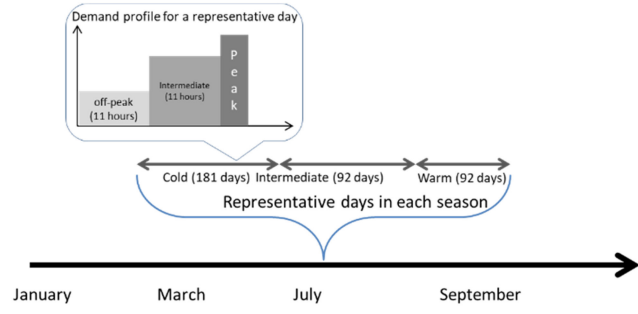 Demand profile for a representative day
off-peak
(11 hours)
Intermediate
(11 hours)
Peak
Cold (181 days) Intermediate (92 days) Warm (92 days)
Representative days in each season
January March July September